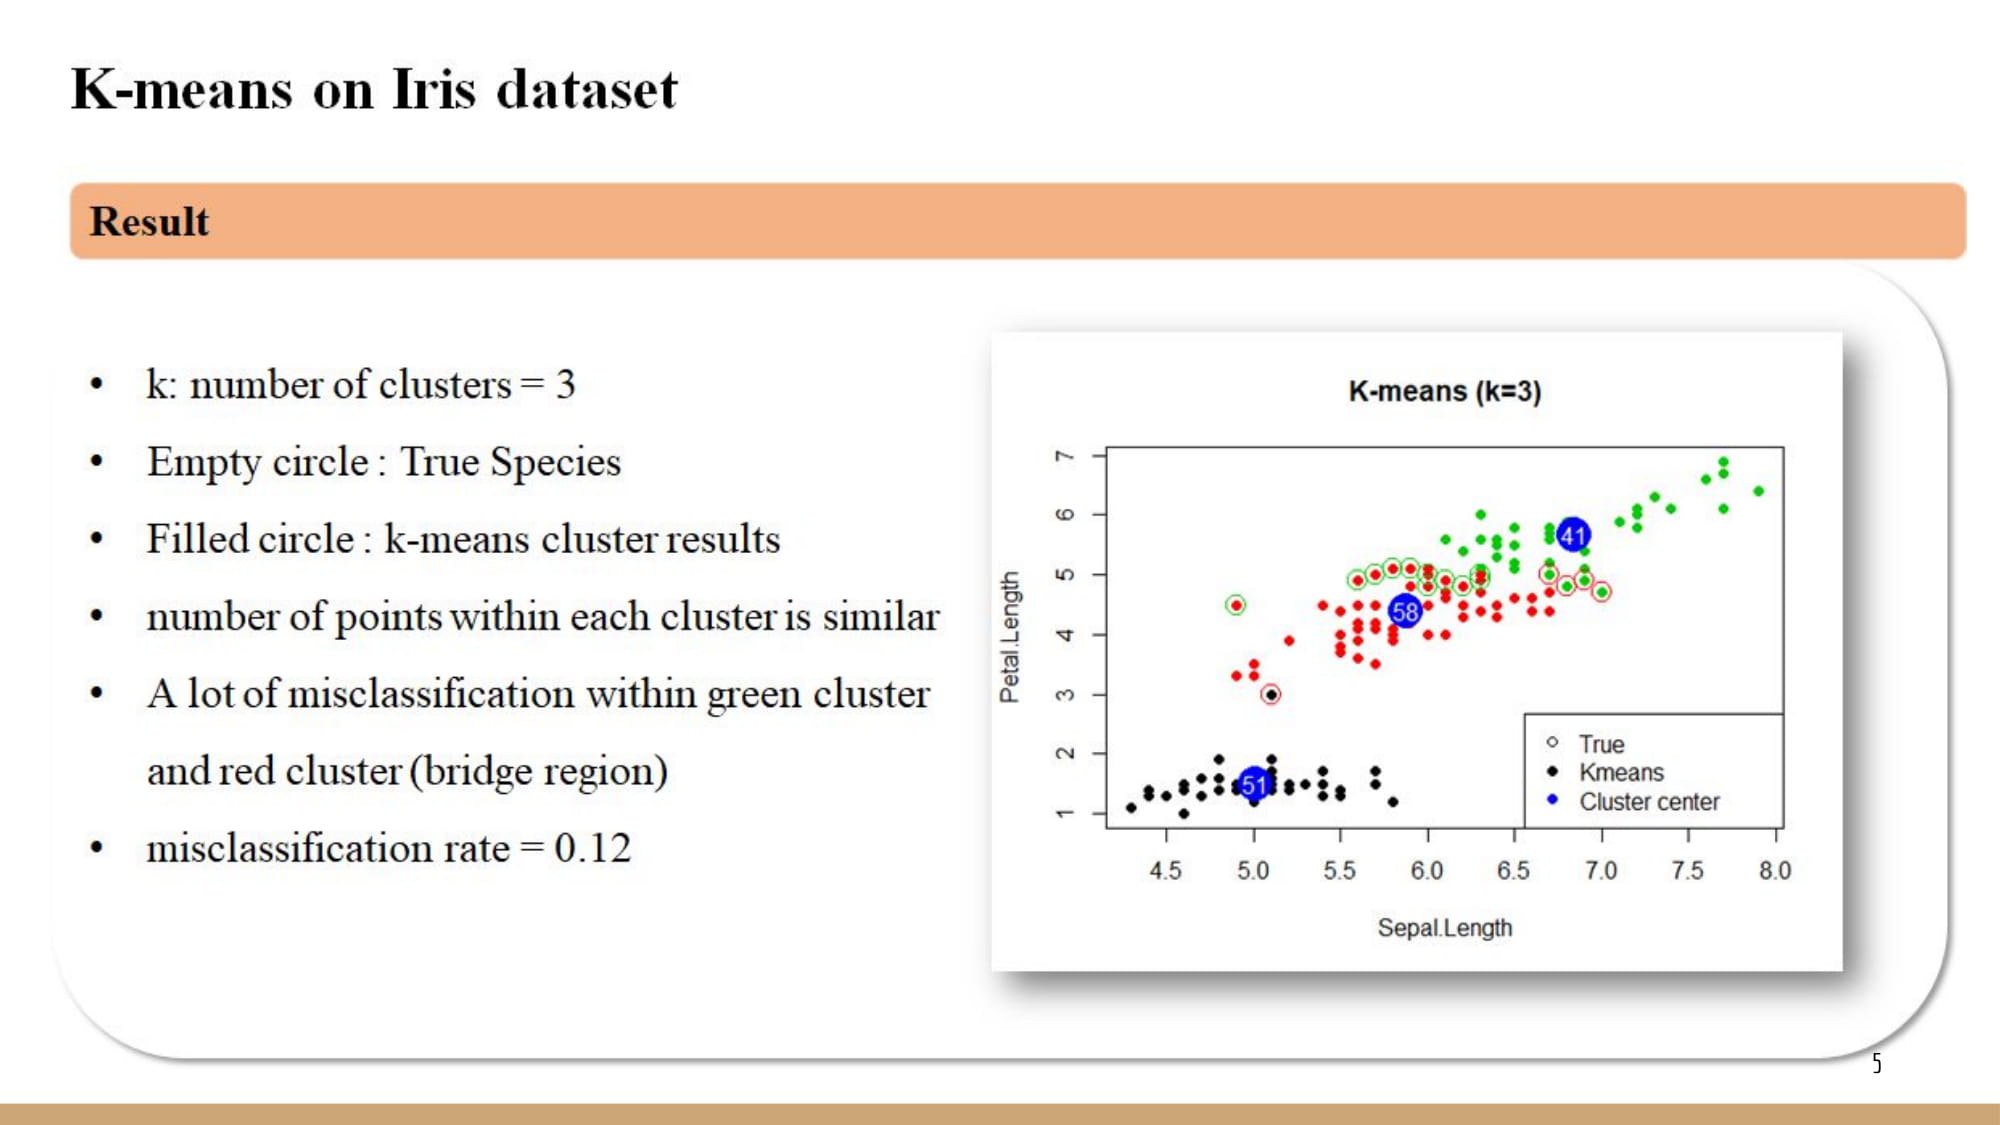 K-means on Iris dataset
Result
• k: number of clusters = 3
• Empty circle : True Species
• Filled circle : k-means cluster results
• number of points within each cluster is similar
• A lot of misclassification within green cluster
and red cluster (bridge region)
• misclassification rate = 0.12
K-means (k=3)
Petal.Length
7
6
5
4
3
2
1
41
58
51
True
Kmeans
Cluster center
4.5 5.0 5.5 6.0 6.5 7.0 7.5 8.0
Sepal.Length
5